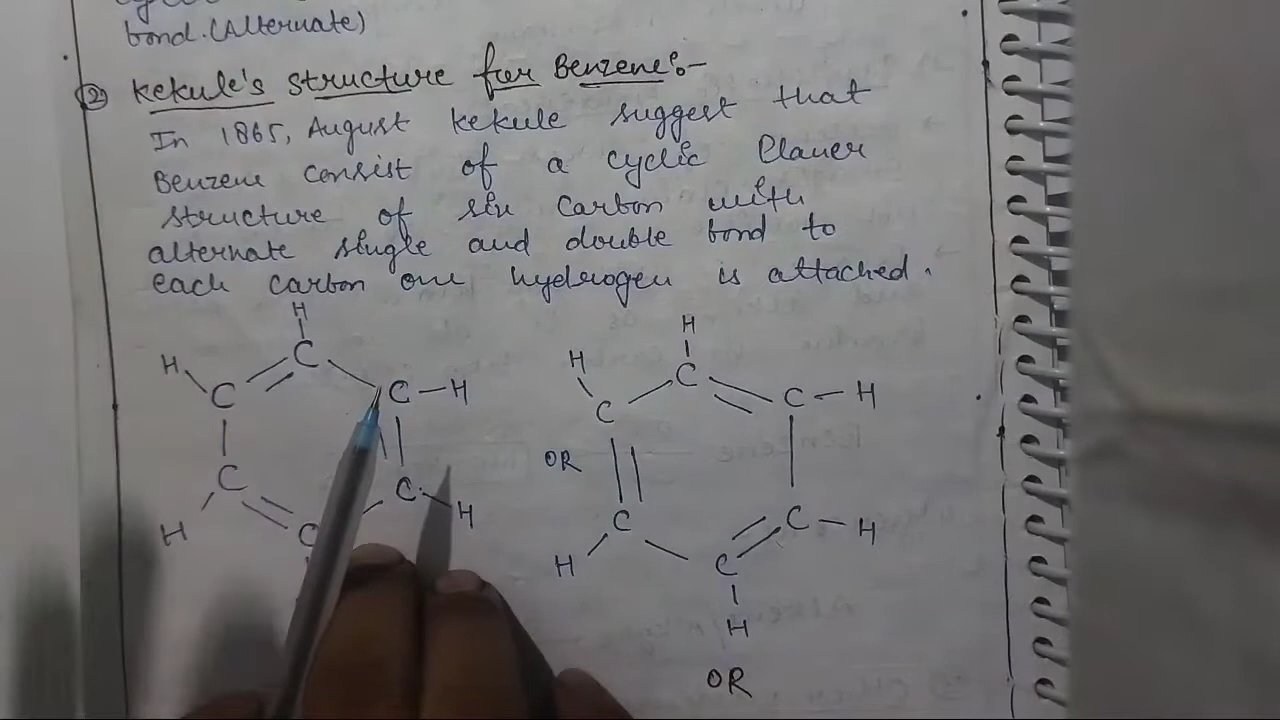 bond.(Alternate)
② Kekule's structure for Benzene:-
In 1865, August Kekule suggest that
Benzene consist of a cyclic Planer
structure of six carbon with
alternate single and double bond to
each carbon one hydrogen is attached.
H
H C C H
C C H
H C
OR
H
H C C C H
C C C H
H H
OR